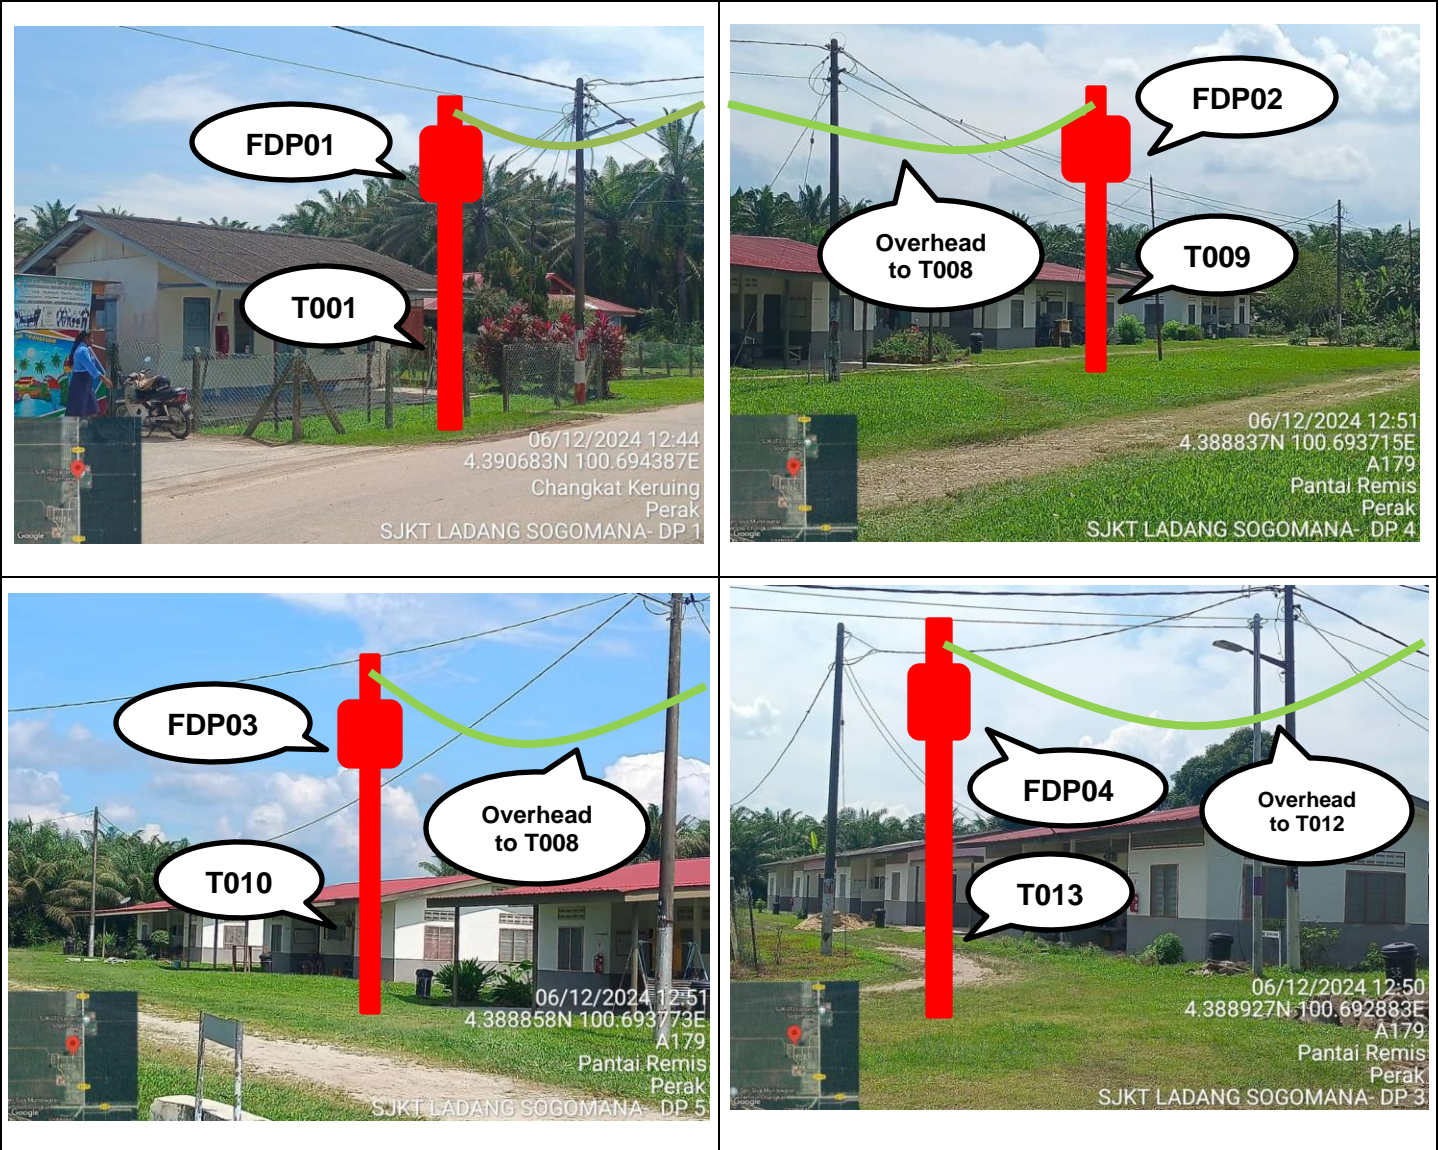 FDP01
T001
06/12/2024 12:44
4.390683N 100.694387E
Changkat Keruing
Perak
SJKT LADANG SOGOMANA- DP 1
Google
FDP02
Overhead
to T008
T009
06/12/2024 12:51
4.388837N 100.693715E
A179
Pantai Remis
Perak
SJKT LADANG SOGOMANA- DP 4
Google
FDP03
Overhead
to T008
T010
06/12/2024 12:51
4.388858N 100.693773E
A179
Pantai Remis
Perak
SJKT LADANG SOGOMANA- DP 5
Google
FDP04
Overhead
to T012
T013
06/12/2024 12:50
4.388927N 100.692883E
A179
Pantai Remis
Perak
SJKT LADANG SOGOMANA- DP 3
Google